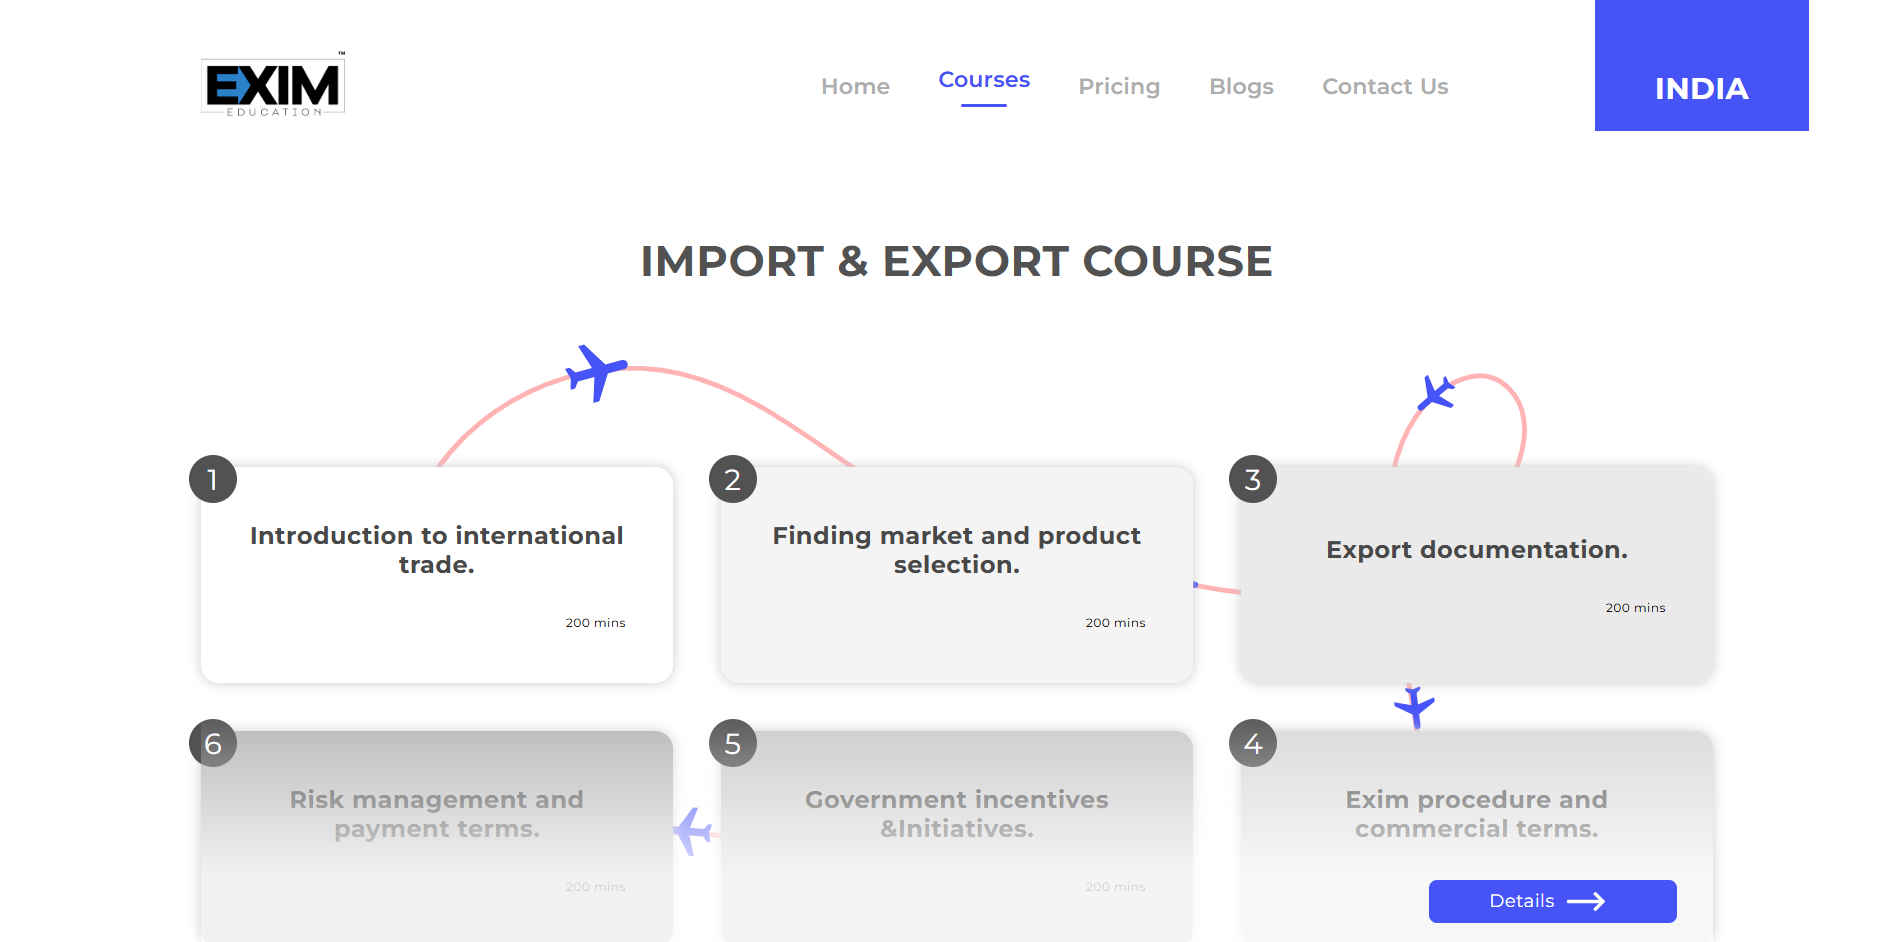 EXIM
™
EDUCATION
Home
Courses
Pricing
Blogs
Contact Us
INDIA
IMPORT & EXPORT COURSE
1
Introduction to international
trade.
200 mins
2
Finding market and product
selection.
200 mins
3
Export documentation.
200 mins
6
Risk management and
payment terms.
200 mins
5
Government incentives
&Initiatives.
200 mins
4
Exim procedure and
commercial terms.
Details